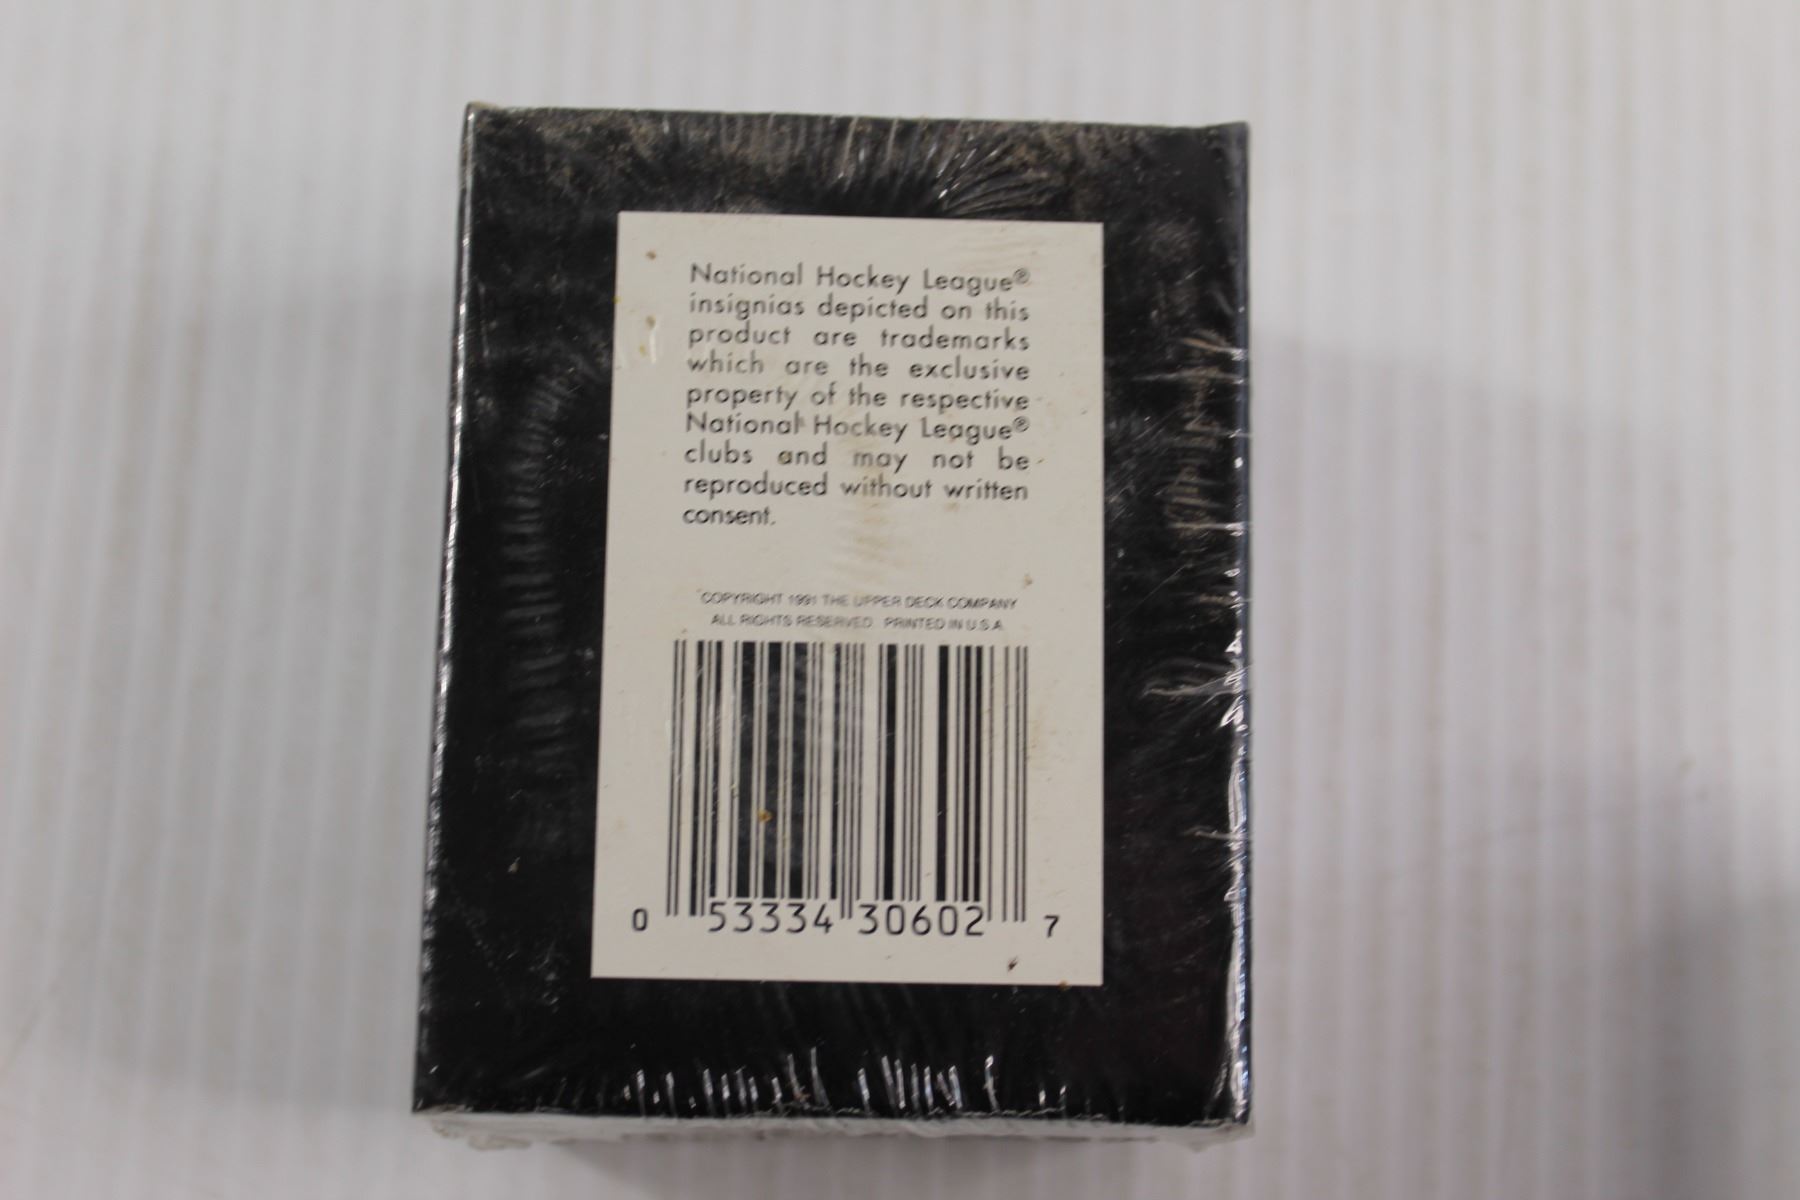 National Hockey League®
insignias depicted on this
product are trademarks
which are the exclusive
property of the respective
National Hockey League®
clubs and may not be
reproduced without written
consent.
COPYRIGHT 1991 THE UPPER DECK COMPANY
ALL RIGHTS RESERVED. PRINTED IN U.S.A.
0 53334 30602 7